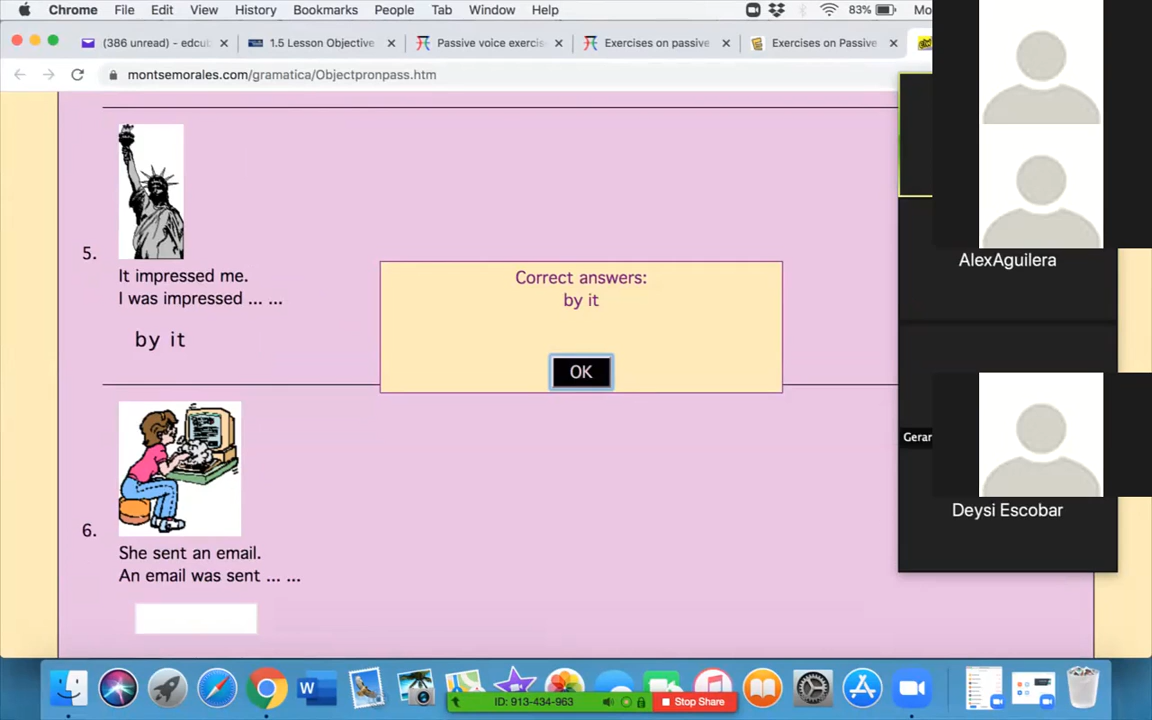 Chrome File Edit View History Bookmarks People Tab Window Help 83% Mo
(386 unread) - edcub × 1.5 Lesson Objective × Passive voice exercis × Exercises on passive × Exercises on Passive ×
montsemorales.com/gramatica/Objectpronpass.htm
5.
It impressed me.
I was impressed ... ...
by it
Correct answers:
by it
OK
6.
She sent an email.
An email was sent ... ...
AlexAguilera
Gerar
Deysi Escobar
ID: 913-434-963 Stop Share